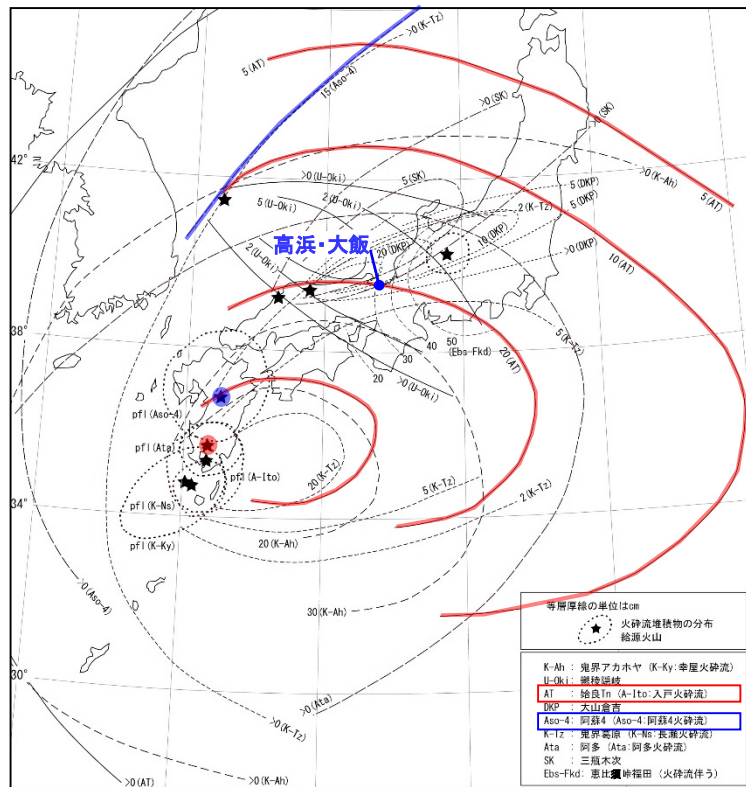 >0(K-Tz)
5(AT)
15(Aso-4)
>0(SK)
>0(SK)
42°
>0(U-Oki)
>0(K-Ah)
5(SK)
5(DKP)
5(AT)
5(U-Oki)
2(U-Oki)
5(DKP)
2(K-Tz)
高浜・大飯
20(DKP)
10(DKP)
>0(DKP)
2(U-Oki)
10(AT)
38°
5(K-Tz)
40
50
(Ebs-Fkd)
30
20(AT)
20
>0(U-Oki)
pfl(Aso-4)
pfl(Ata)
pfl(A-Ito)
20(K-Tz)
34°
pfl(K-Ns)
5(K-Tz)
2(K-Tz)
pfl(K-Ky)
20(K-Ah)
>0(Aso-4)
30(K-Ah)
等層厚線の単位はcm
火砕流堆積物の分布
給源火山
30°
>0(Ata)
>0(K-Tz)
>0(AT)
>0(K-Ah)
K-Ah : 鬼界アカホヤ (K-Ky:幸屋火砕流)
U-Oki: 鬱陵隠岐
AT : 姶良Tn (A-Ito:入戸火砕流)
DKP : 大山倉吉
Aso-4: 阿蘇4 (Aso-4:阿蘇4火砕流)
K-Tz : 鬼界葛原 (K-Ns:長瀬火砕流)
Ata : 阿多 (Ata:阿多火砕流)
SK : 三瓶木次
Ebs-Fkd: 恵比須峠福田 (火砕流伴う)